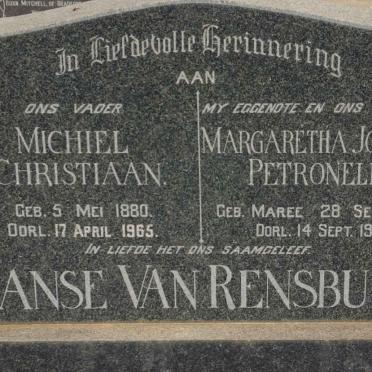 In Liefdevolle Herinnering
AAN
ONS VADER
MICHIEL
CHRISTIAAN.
GEB. 5 MEI 1880.
OORL. 17 APRIL 1965.
MY EGGENOTE EN ONS
MARGARETHA JO
PETRONEL
GEB. MAREE 28 SE
OORL. 14 SEPT. 19
IN LIEFDE HET ONS SAAMGELEEF.
ANSE VAN RENSBU